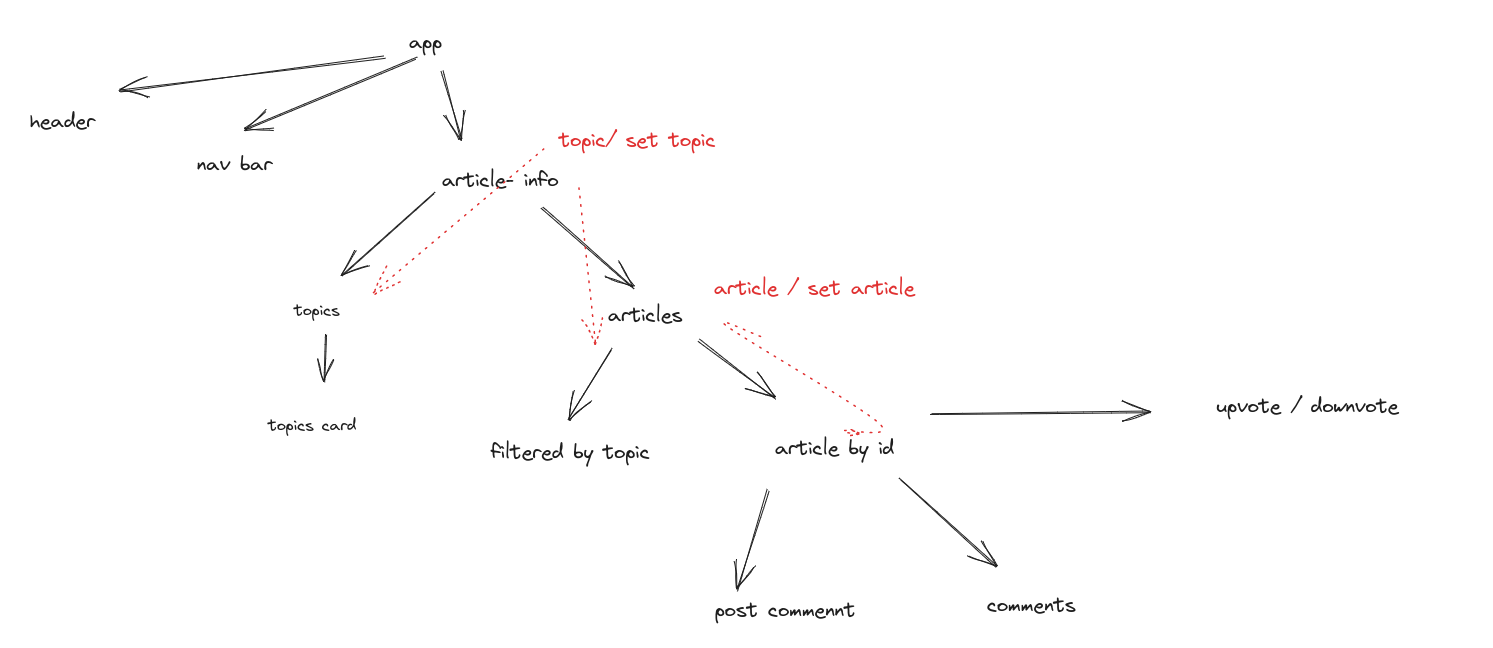 app
header
nav bar
topic/ set topic
article- info
article / set article
topics
articles
upvote / downvote
topics card
filtered by topic
article by id
post commennt
comments